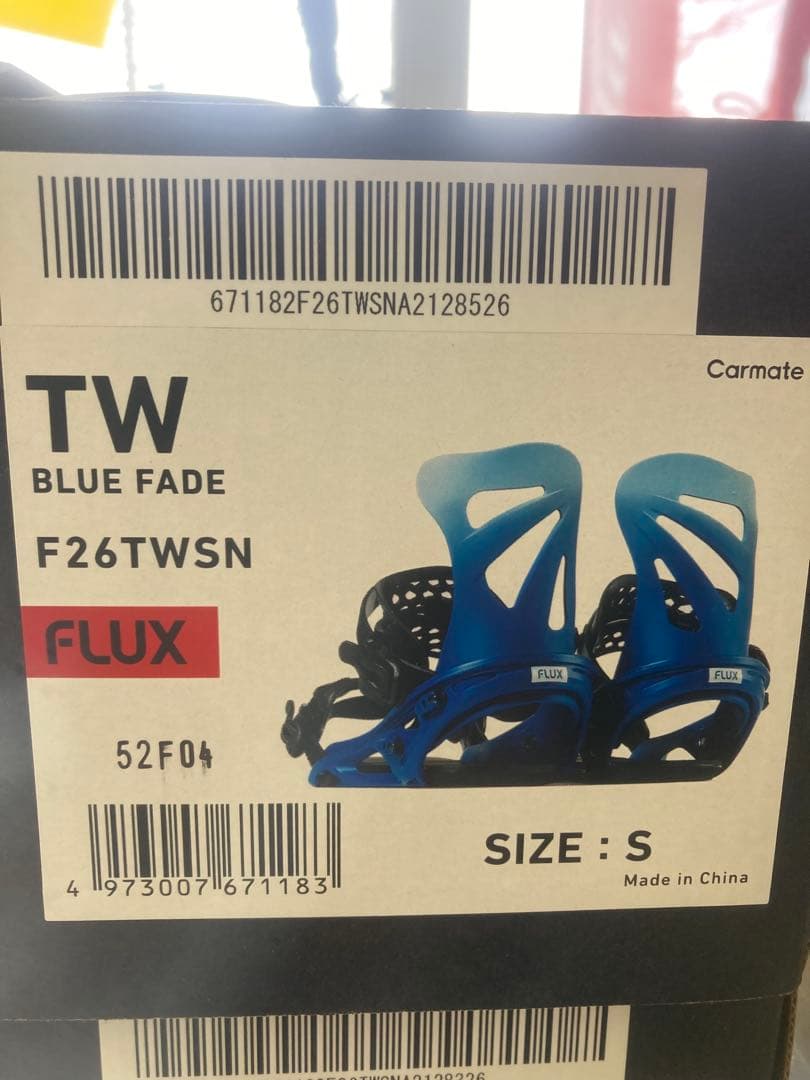 671182F26TWSNA2128526
Carmate
TW
BLUE FADE
F26TWSN
FLUX
FLUX
FLUX
52F04
SIZE : S
Made in China
4 973007 671183